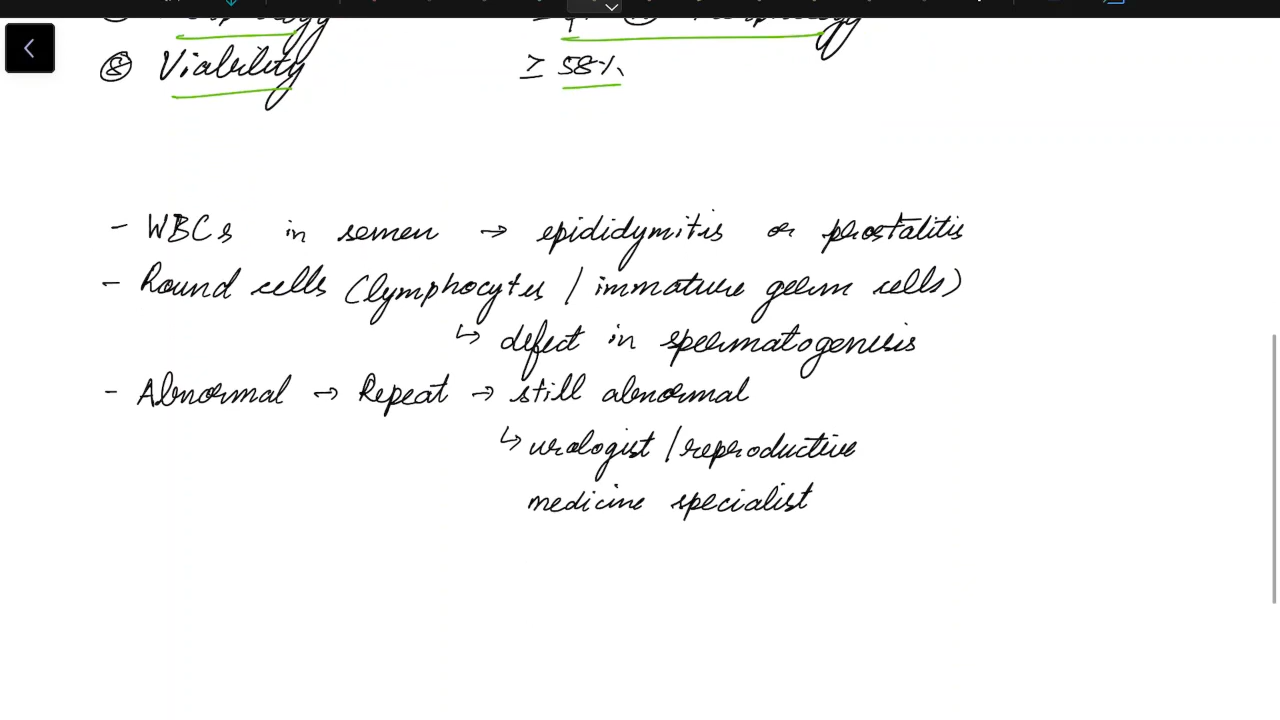 ⑧ Viability ≥ 58%
- WBCs in semen → epididymitis or prostatitis
- Round cells (lymphocytes / immature germ cells)
↳ defect in spermatogenesis
- Abnormal → Repeat → still abnormal
↳ urologist / reproductive
medicine specialist